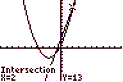 Intersection
X=2 Y=13